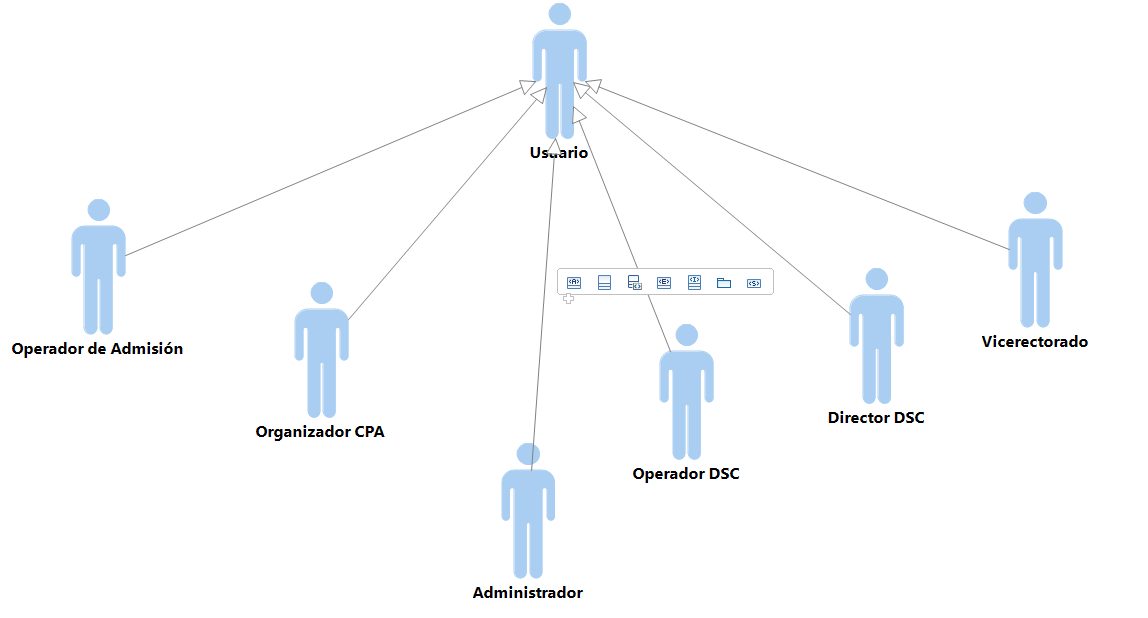 Usuario
Operador de Admisión
Organizador CPA
Administrador
Operador DSC
Director DSC
Vicerectorado